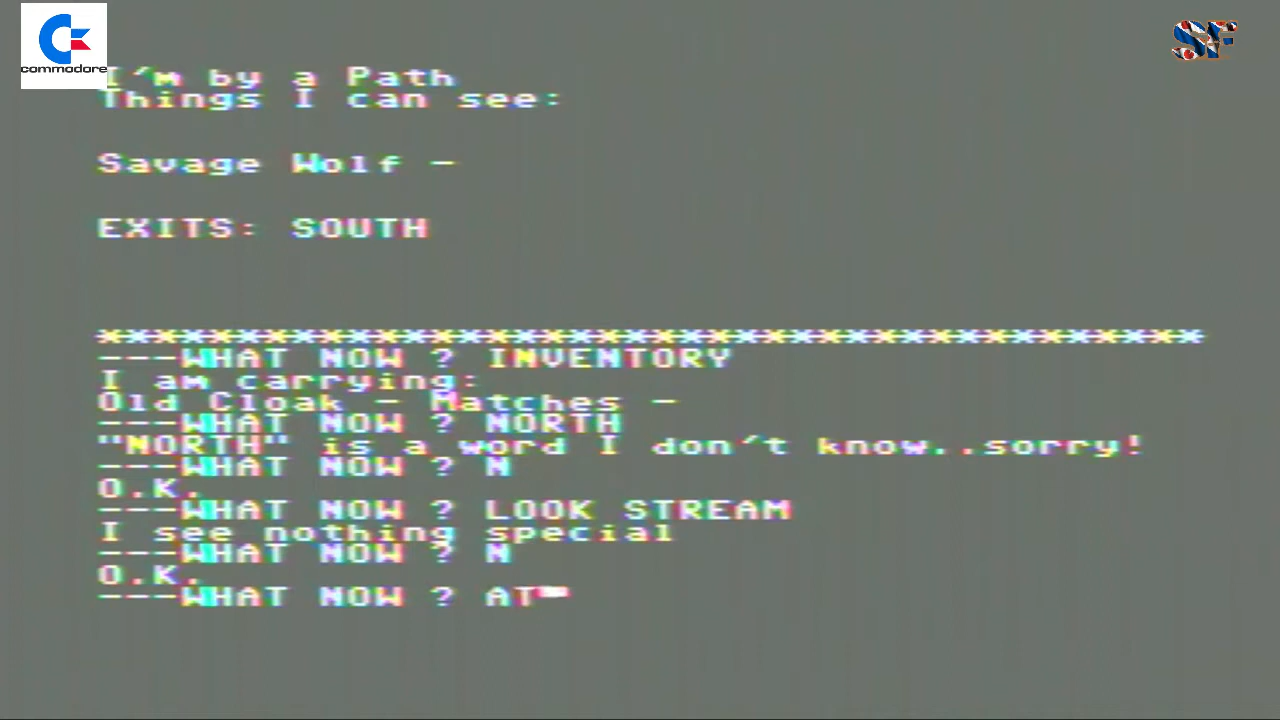 commodore
SF
I'm by a Path
Things I can see:
Savage Wolf -
EXITS: SOUTH
****************************************
---WHAT NOW ? INVENTORY
I am carrying:
Old Cloak - Matches -
---WHAT NOW ? NORTH
"NORTH" is a word I don't know..sorry!
---WHAT NOW ? N
O.K.
---WHAT NOW ? LOOK STREAM
I see nothing special
---WHAT NOW ? N
O.K.
---WHAT NOW ? AT